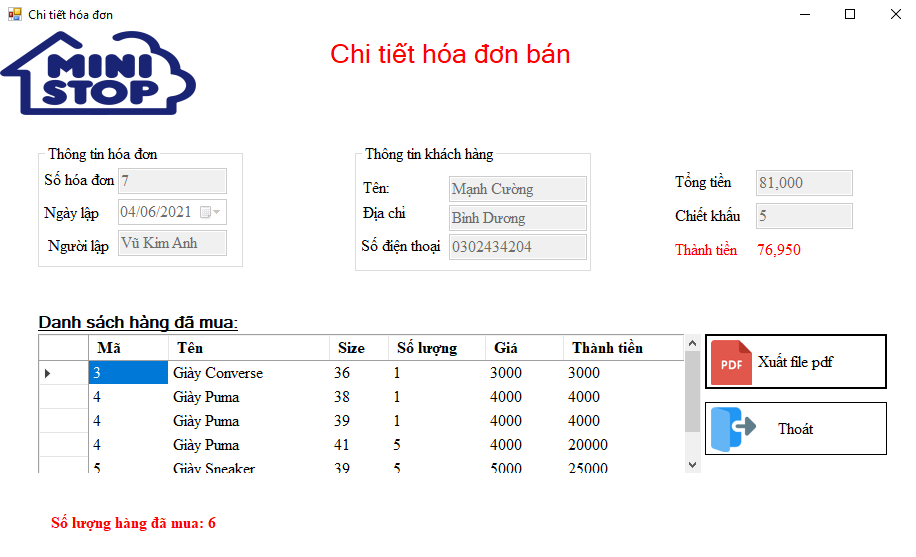 Chi tiết hóa đơn
MINI
STOP
Chi tiết hóa đơn bán
Thông tin hóa đơn
Số hóa đơn 7
Ngày lập 04/06/2021
Người lập Vũ Kim Anh
Thông tin khách hàng
Tên: Mạnh Cường
Địa chỉ Bình Dương
Số điện thoại 0302434204
Tổng tiền 81,000
Chiết khấu 5
Thành tiền 76,950
Danh sách hàng đã mua:
Mã Tên Size Số lượng Giá Thành tiền
3 Giày Converse 36 1 3000 3000
4 Giày Puma 38 1 4000 4000
4 Giày Puma 39 1 4000 4000
4 Giày Puma 41 5 4000 20000
5 Giày Sneaker 39 5 5000 25000
PDF Xuất file pdf
Thoát
Số lượng hàng đã mua: 6